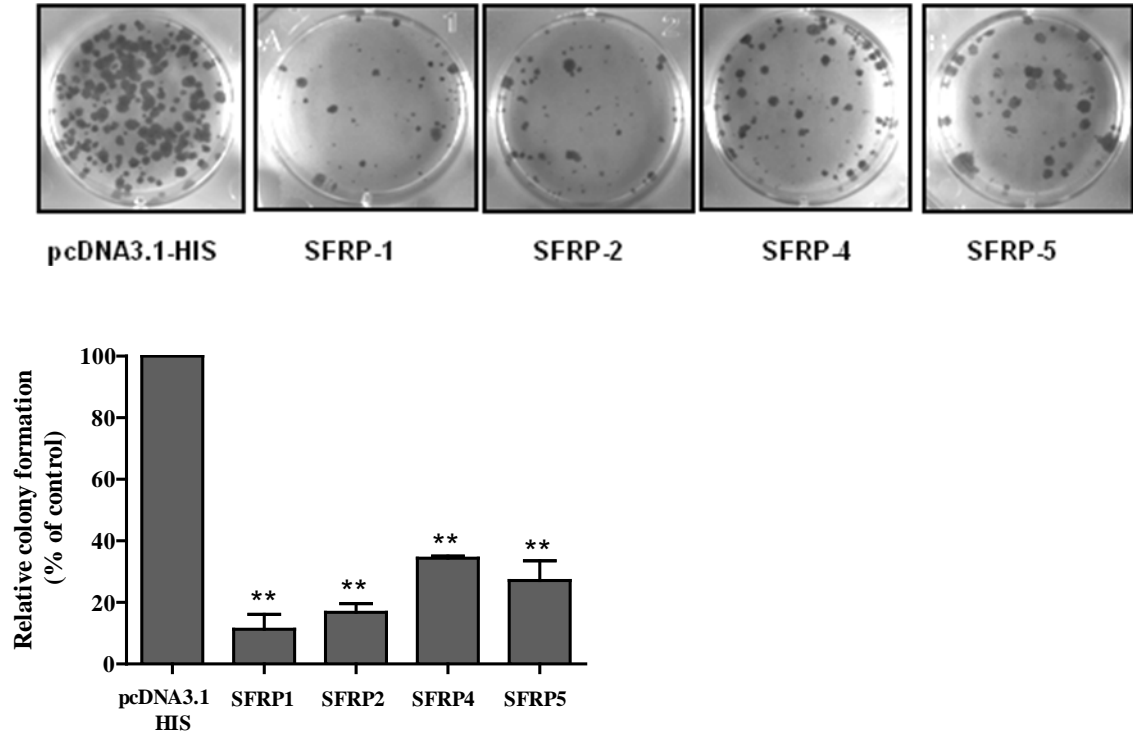 pcDNA3.1-HIS SFRP-1 SFRP-2 SFRP-4 SFRP-5
Relative colony formation
(% of control)
100
80
60
40
20
0
**
**
**
**
pcDNA3.1 SFRP1 SFRP2 SFRP4 SFRP5
HIS